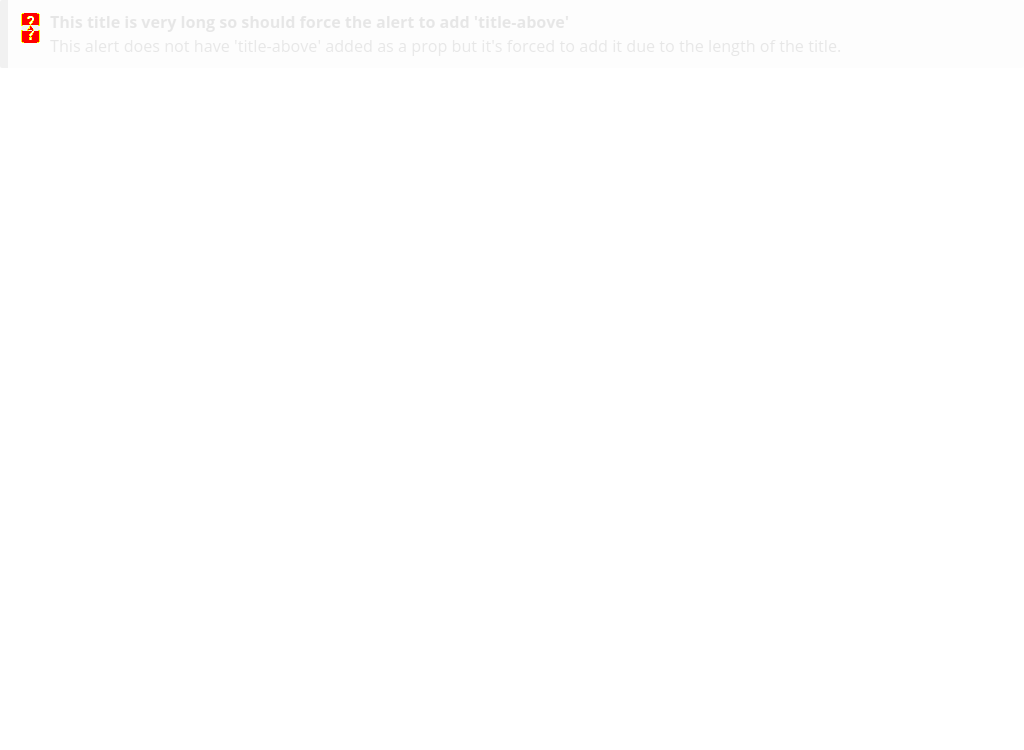 This title is very long so should force the alert to add 'title-above'
This alert does not have 'title-above' added as a prop but it's forced to add it due to the length of the title.